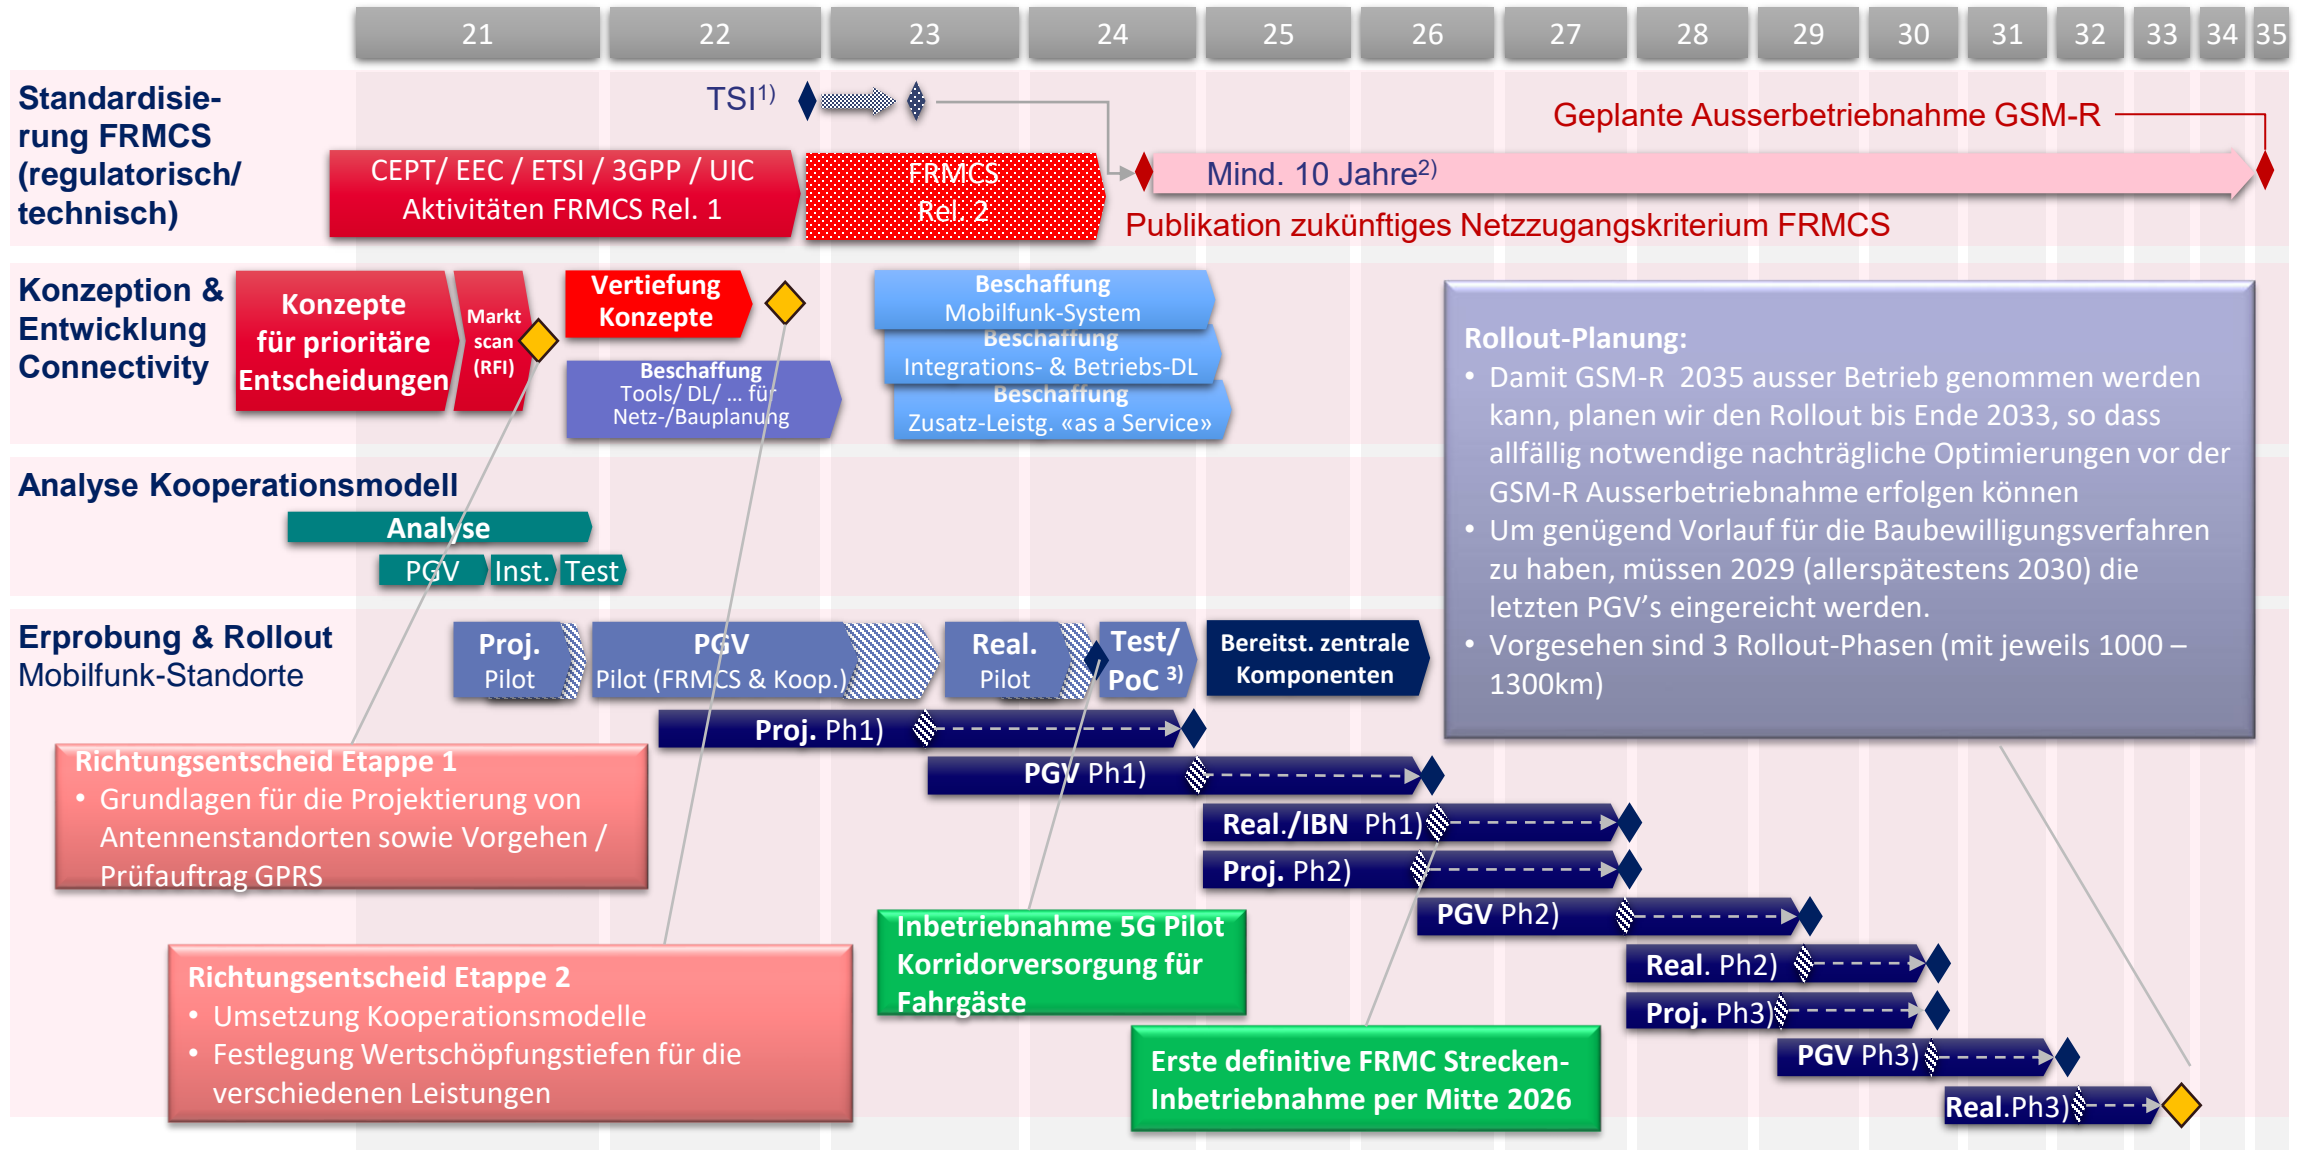 21 22 23 24 25 26 27 28 29 30 31 32 33 34 35
Standardisie-
rung FRMCS
(regulatorisch/
technisch)
TSI1)
CEPT/ EEC / ETSI / 3GPP / UIC
Aktivitäten FRMCS Rel. 1
FRMCS
Rel. 2
Geplante Ausserbetriebnahme GSM-R
Mind. 10 Jahre2)
Publikation zukünftiges Netzzugangskriterium FRMCS
Konzeption &
Entwicklung
Connectivity
Konzepte
für prioritäre
Entscheidungen
Markt
scan
(RFI)
Vertiefung
Konzepte
Beschaffung
Tools/ DL/ ... für
Netz-/Bauplanung
Beschaffung
Mobilfunk-System
Beschaffung
Integrations- & Betriebs-DL
Beschaffung
Zusatz-Leistg. «as a Service»
Rollout-Planung:
• Damit GSM-R 2035 ausser Betrieb genommen werden
kann, planen wir den Rollout bis Ende 2033, so dass
allfällig notwendige nachträgliche Optimierungen vor der
GSM-R Ausserbetriebnahme erfolgen können
• Um genügend Vorlauf für die Baubewilligungsverfahren
zu haben, müssen 2029 (allerspätestens 2030) die
letzten PGV’s eingereicht werden.
• Vorgesehen sind 3 Rollout-Phasen (mit jeweils 1000 –
1300km)
Analyse Kooperationsmodell
Analyse
PGV
Inst.
Test
Erprobung & Rollout
Mobilfunk-Standorte
Proj.
Pilot
PGV
Pilot (FRMCS & Koop.)
Real.
Pilot
Test/
PoC 3)
Bereitst. zentrale
Komponenten
Proj. Ph1)
PGV Ph1)
Real./IBN Ph1)
Proj. Ph2)
PGV Ph2)
Real. Ph2)
Proj. Ph3)
PGV Ph3)
Real.Ph3)
Richtungsentscheid Etappe 1
• Grundlagen für die Projektierung von
Antennenstandorten sowie Vorgehen /
Prüfauftrag GPRS
Richtungsentscheid Etappe 2
• Umsetzung Kooperationsmodelle
• Festlegung Wertschöpfungstiefen für die
verschiedenen Leistungen
Inbetriebnahme 5G Pilot
Korridorversorgung für
Fahrgäste
Erste definitive FRMC Strecken-
Inbetriebnahme per Mitte 2026